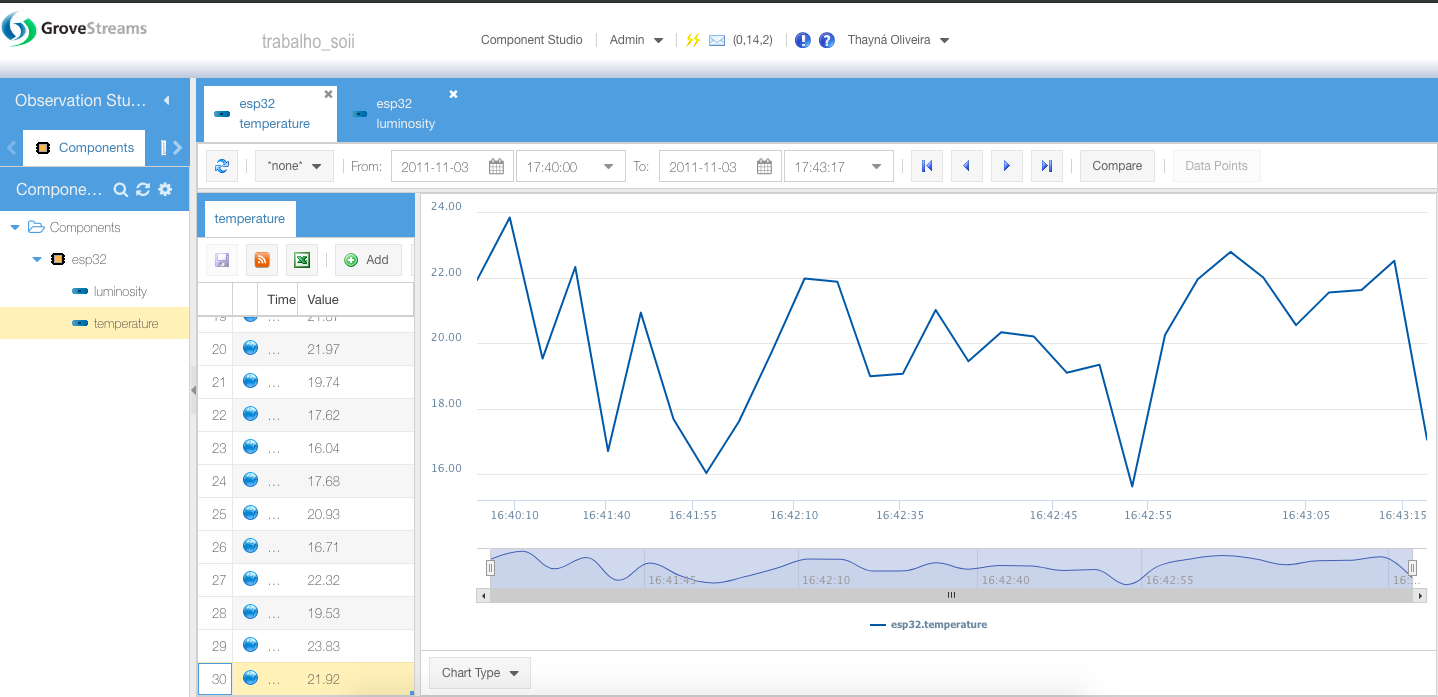 GroveStreams
trabalho_soii
Component Studio
Admin
(0,14,2)
Thayná Oliveira
Observation Stu...
Components
Compone...
Components
esp32
luminosity
temperature
esp32
temperature
esp32
luminosity
*none*
From:
2011-11-03
17:40:00
To:
2011-11-03
17:43:17
Compare
Data Points
temperature
Add
Time Value
19 ... 21.87
20 ... 21.97
21 ... 19.74
22 ... 17.62
23 ... 16.04
24 ... 17.68
25 ... 20.93
26 ... 16.71
27 ... 22.32
28 ... 19.53
29 ... 23.83
30 ... 21.92
24.00
22.00
20.00
18.00
16.00
16:40:10 16:41:40 16:41:55 16:42:10 16:42:35 16:42:45 16:42:55 16:43:05 16:43:15
16:41:45 16:42:10 16:42:40 16:42:55 16:...
esp32.temperature
Chart Type